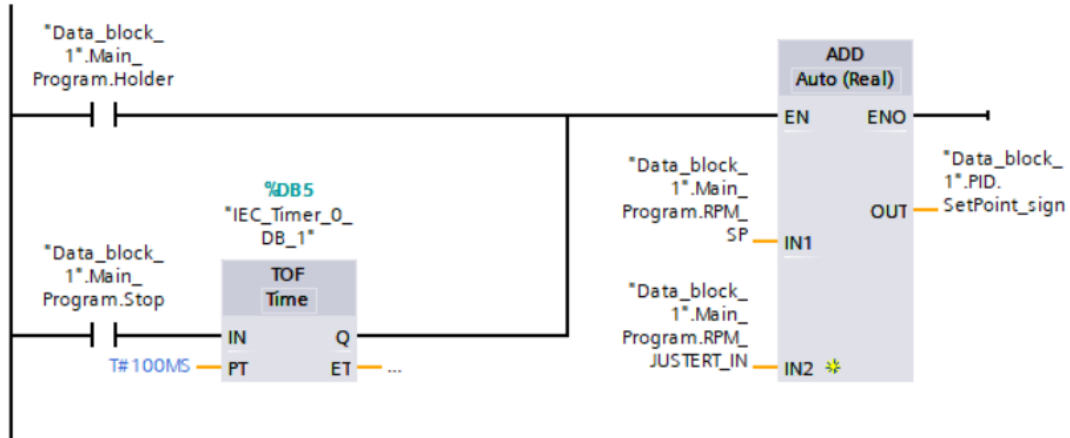 "Data_block_
1".Main_
Program.Holder
ADD
Auto (Real)
EN
ENO
"Data_block_
1".Main_
Program.RPM_
SP
IN1
"Data_block_
1".PID.
SetPoint_sign
OUT
%DB5
"IEC_Timer_0_
DB_1"
"Data_block_
1".Main_
Program.Stop
TOF
Time
IN
Q
T#100MS
PT
ET
...
"Data_block_
1".Main_
Program.RPM_
JUSTERT_IN
IN2